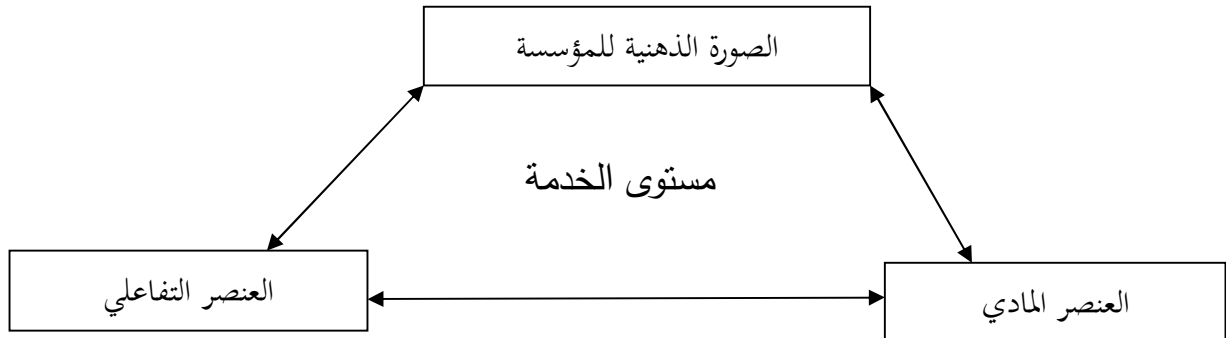 الصورة الذهنية للمؤسسة
مستوى الخدمة
العنصر المادي
العنصر التفاعلي